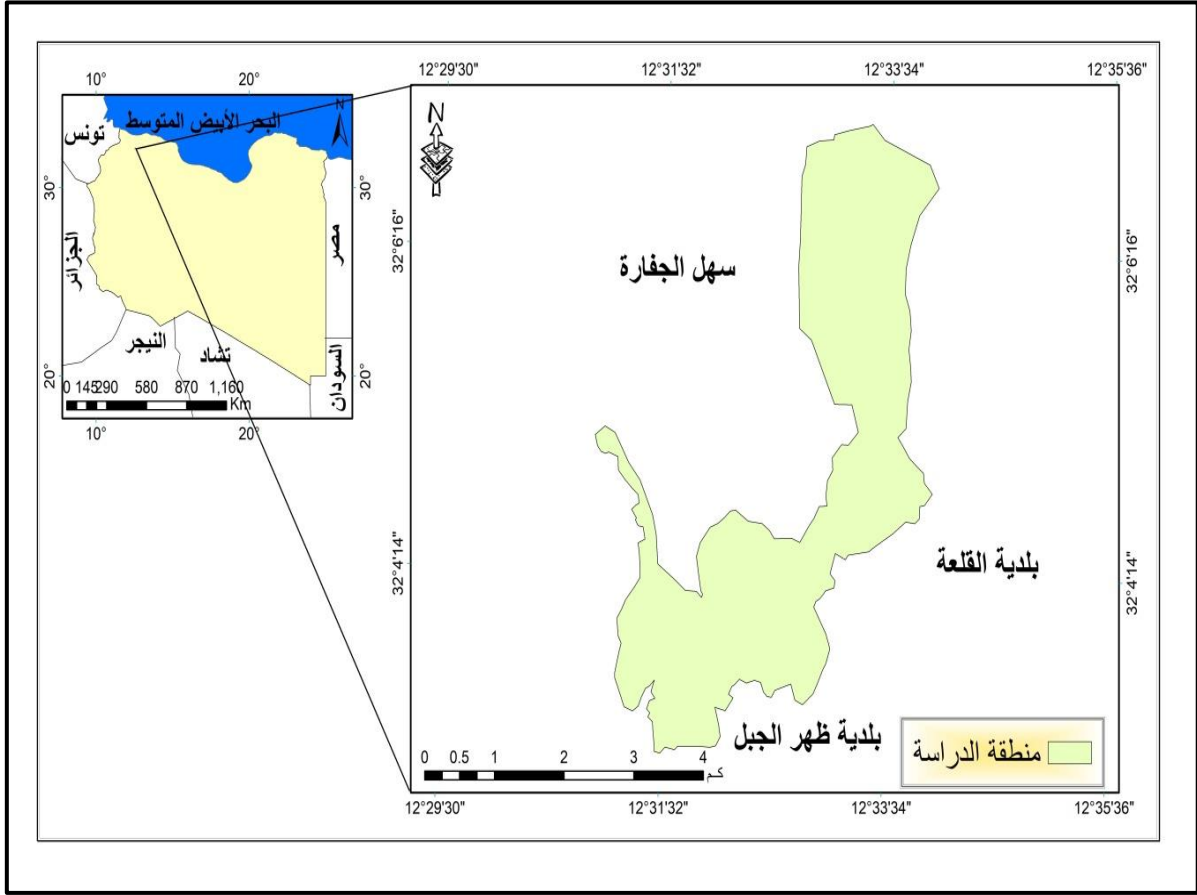 10°
20°
N
البحر الأبيض المتوسط
تونس
30°
30°
الجزائر
مصر
النيجر
تشاد
السودان
20°
20°
0 145290 580 870 1,160
Km
10°
20°
12°29'30"
12°31'32"
12°33'34"
12°35'36"
N
32°6'16"
32°6'16"
سهل الجفارة
32°4'14"
32°4'14"
بلدية القلعة
بلدية ظهر الجبل
منطقة الدراسة
0 0.5 1 2 3 4
كم
12°29'30"
12°31'32"
12°33'34"
12°35'36"